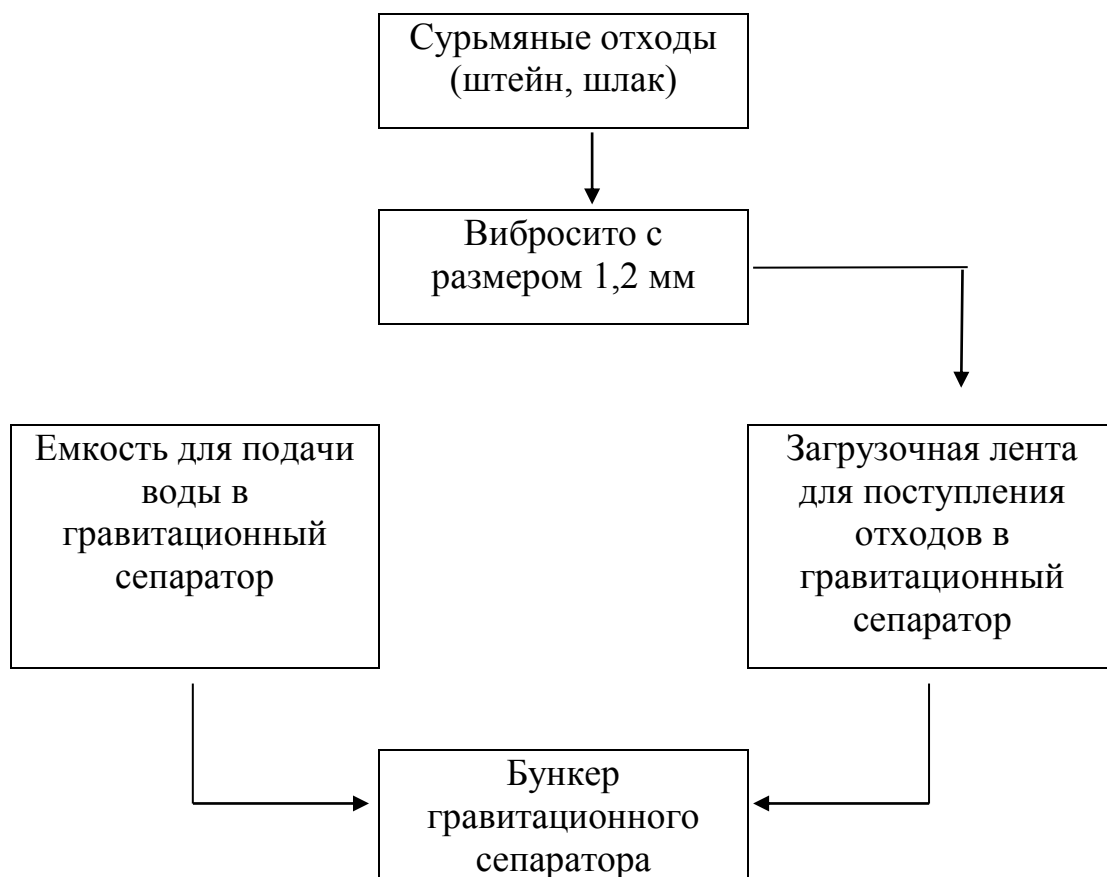 Сурьмяные отходы
(штейн, шлак)
Вибросито с
размером 1,2 мм
Емкость для подачи
воды в
гравитационный
сепаратор
Загрузочная лента
для поступления
отходов в
гравитационный
сепаратор
Бункер
гравитационного
сепаратора